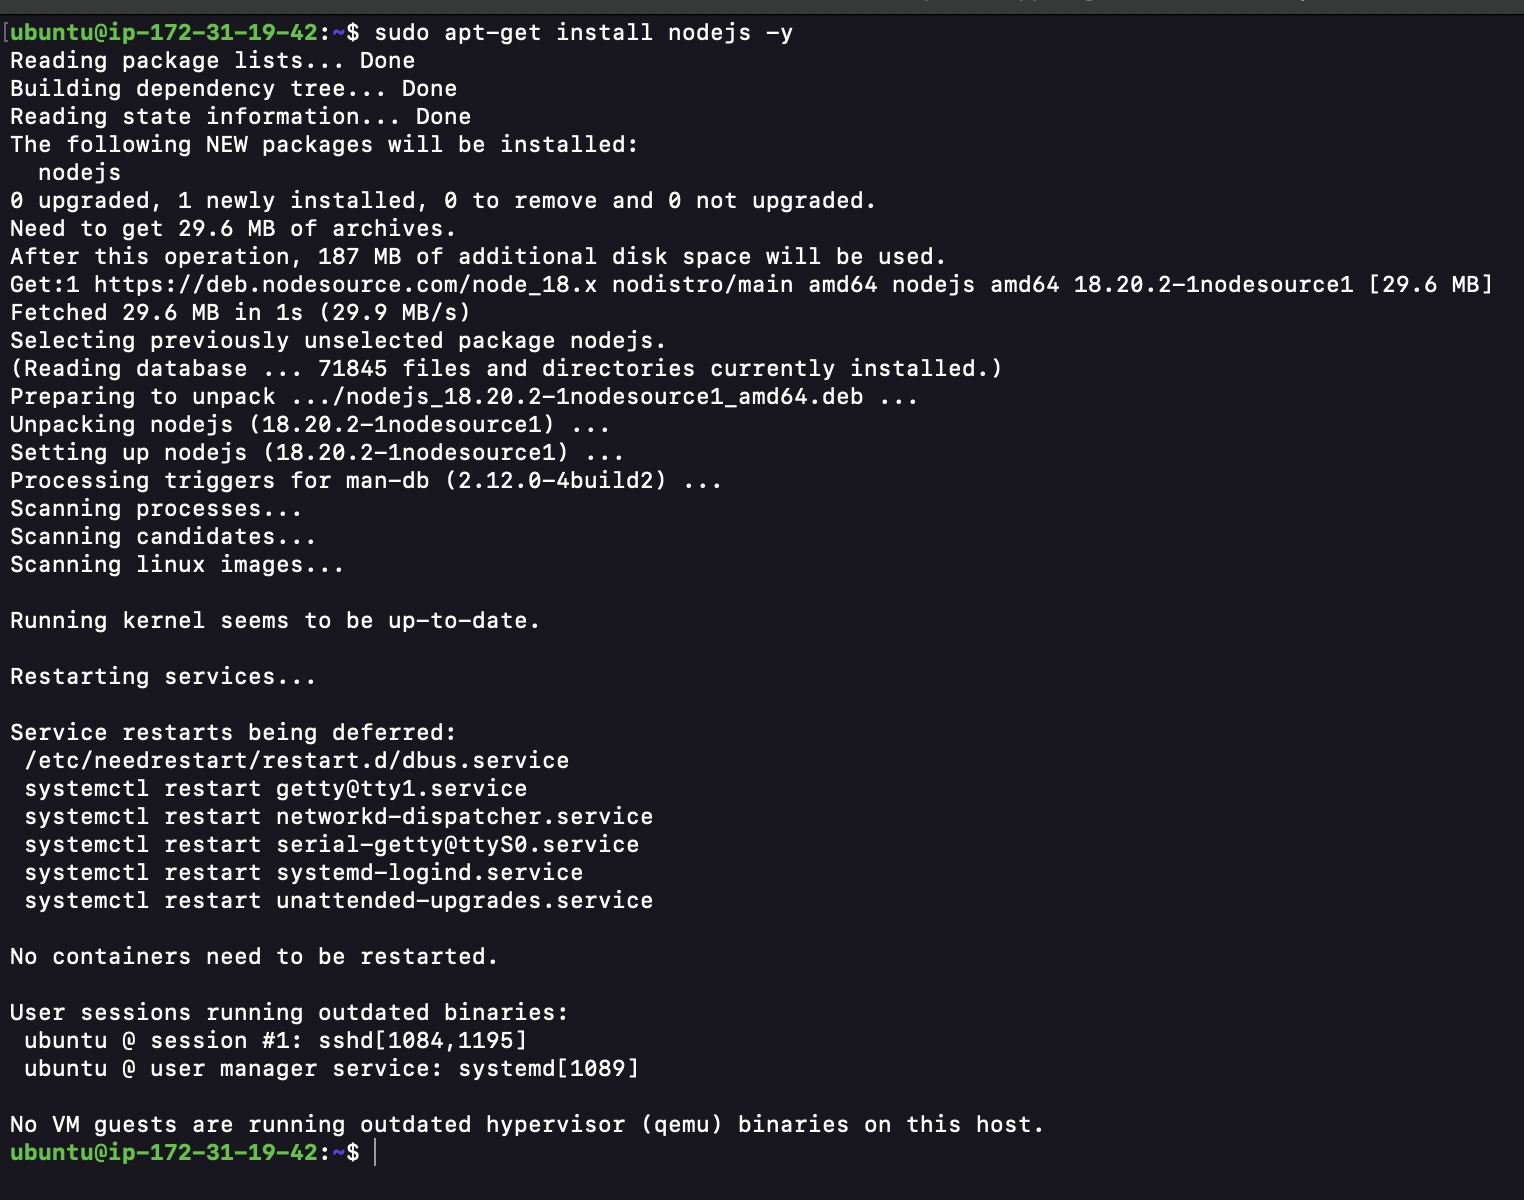 [ubuntu@ip-172-31-19-42:~$ sudo apt-get install nodejs -y
Reading package lists... Done
Building dependency tree... Done
Reading state information... Done
The following NEW packages will be installed:
  nodejs
0 upgraded, 1 newly installed, 0 to remove and 0 not upgraded.
Need to get 29.6 MB of archives.
After this operation, 187 MB of additional disk space will be used.
Get:1 https://deb.nodesource.com/node_18.x nodistro/main amd64 nodejs amd64 18.20.2-1nodesource1 [29.6 MB]
Fetched 29.6 MB in 1s (29.9 MB/s)
Selecting previously unselected package nodejs.
(Reading database ... 71845 files and directories currently installed.)
Preparing to unpack .../nodejs_18.20.2-1nodesource1_amd64.deb ...
Unpacking nodejs (18.20.2-1nodesource1) ...
Setting up nodejs (18.20.2-1nodesource1) ...
Processing triggers for man-db (2.12.0-4build2) ...
Scanning processes...
Scanning candidates...
Scanning linux images...

Running kernel seems to be up-to-date.

Restarting services...

Service restarts being deferred:
 /etc/needrestart/restart.d/dbus.service
 systemctl restart getty@tty1.service
 systemctl restart networkd-dispatcher.service
 systemctl restart serial-getty@ttyS0.service
 systemctl restart systemd-logind.service
 systemctl restart unattended-upgrades.service

No containers need to be restarted.

User sessions running outdated binaries:
 ubuntu @ session #1: sshd[1084,1195]
 ubuntu @ user manager service: systemd[1089]

No VM guests are running outdated hypervisor (qemu) binaries on this host.
ubuntu@ip-172-31-19-42:~$